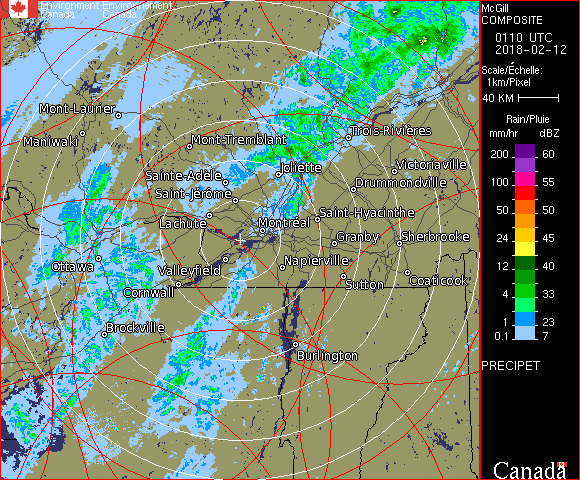 Environment Environnement
Canada Canada
McGill
COMPOSITE
0110 UTC
2018-02-12
Scale/Échelle:
1km/Pixel
40 KM
Rain/Pluie
mm/hr dBZ
200 60
100 55
50 50
24 45
12 40
4 33
1 23
0.1 7
PRECIPET
Canada
Mont-Laurier
Maniwaki
Mont-Tremblant
Trois-Rivières
Joliette
Victoriaville
Sainte-Adèle
Drummondville
Saint-Jérôme
Saint-Hyacinthe
Lachute
Montréal
Granby
Sherbrooke
Ottawa
Valleyfield
Napierville
Coaticook
Sutton
Cornwall
Brockville
Burlington